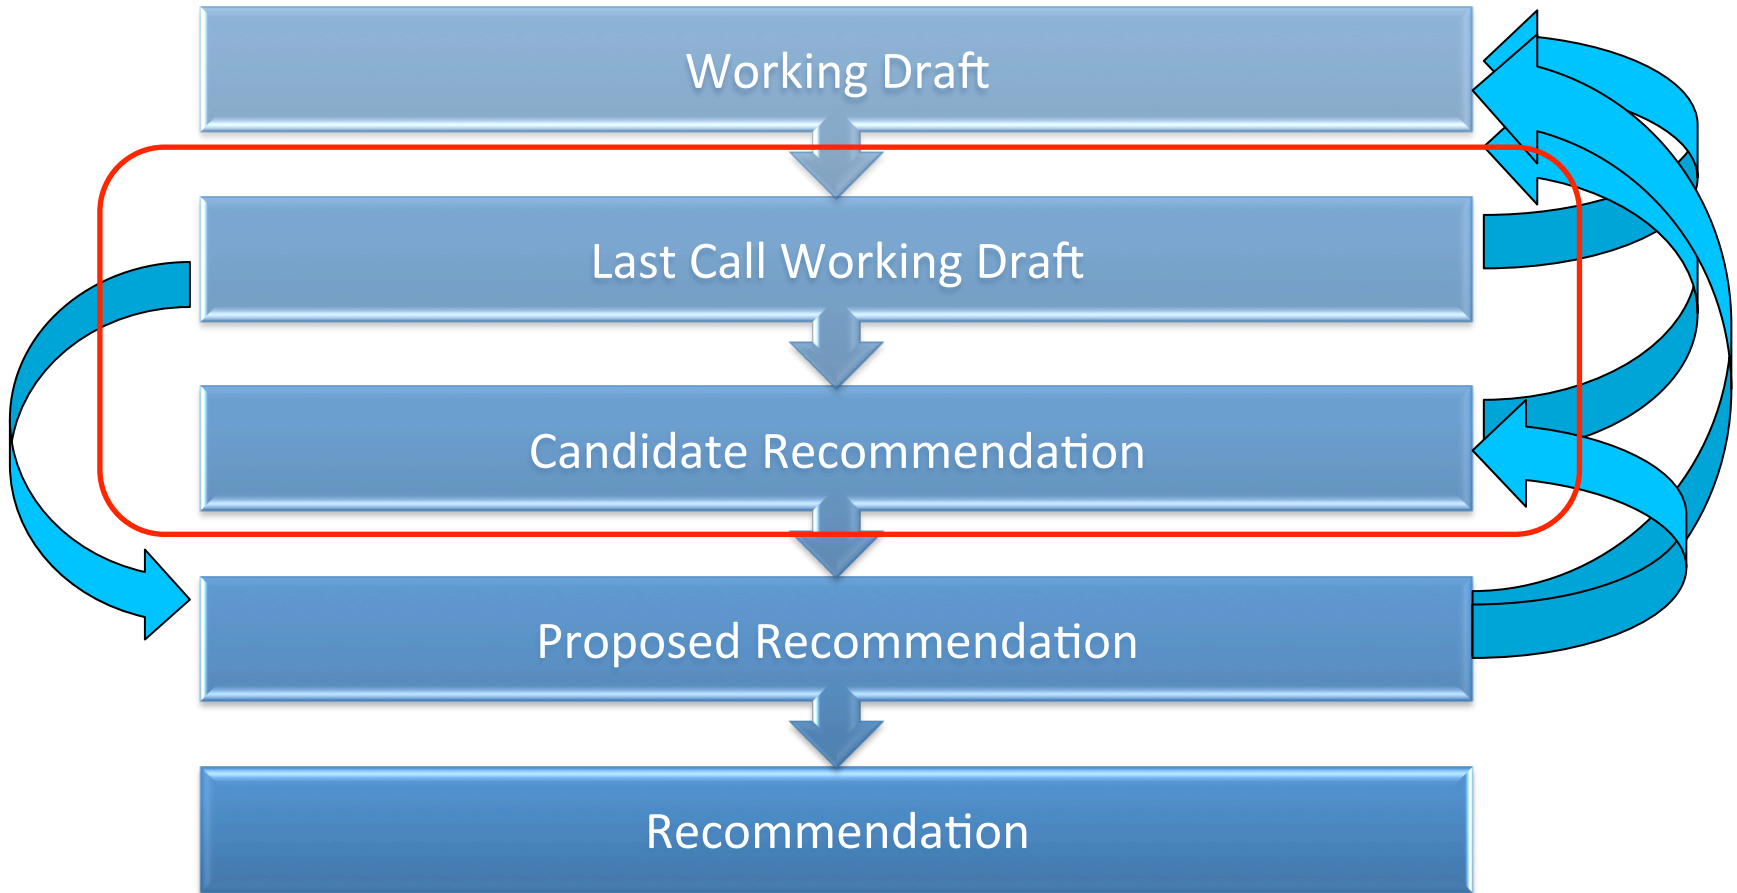 Working Draft
Last Call Working Draft
Candidate Recommendation
Proposed Recommendation
Recommendation